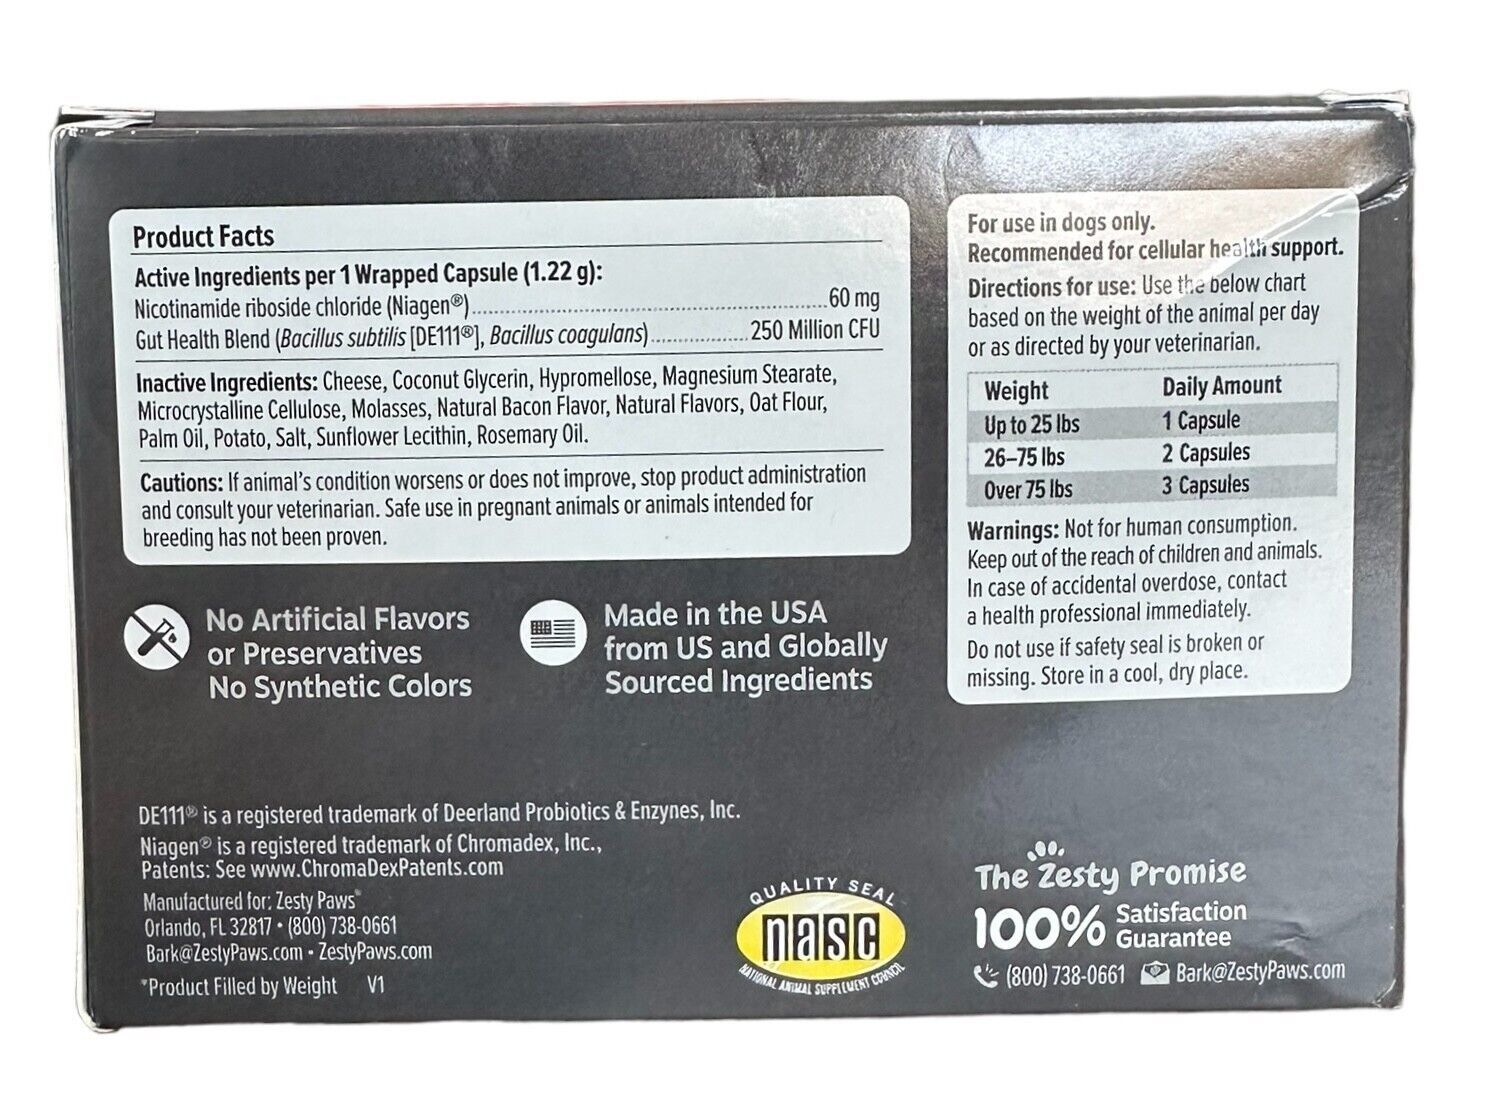 Product Facts
Active Ingredients per 1 Wrapped Capsule (1.22 g):
Nicotinamide riboside chloride (Niagen®)..............................60 mg
Gut Health Blend (Bacillus subtilis [DE111®], Bacillus coagulans)..................250 Million CFU
Inactive Ingredients: Cheese, Coconut Glycerin, Hypromellose, Magnesium Stearate,
Microcrystalline Cellulose, Molasses, Natural Bacon Flavor, Natural Flavors, Oat Flour,
Palm Oil, Potato, Salt, Sunflower Lecithin, Rosemary Oil.
Cautions: If animal's condition worsens or does not improve, stop product administration
and consult your veterinarian. Safe use in pregnant animals or animals intended for
breeding has not been proven.
No Artificial Flavors
or Preservatives
No Synthetic Colors
Made in the USA
from US and Globally
Sourced Ingredients
For use in dogs only.
Recommended for cellular health support.
Directions for use: Use the below chart
based on the weight of the animal per day
or as directed by your veterinarian.
Weight Daily Amount
Up to 25 lbs 1 Capsule
26–75 lbs 2 Capsules
Over 75 lbs 3 Capsules
Warnings: Not for human consumption.
Keep out of the reach of children and animals.
In case of accidental overdose, contact
a health professional immediately.
Do not use if safety seal is broken or
missing. Store in a cool, dry place.
DE111® is a registered trademark of Deerland Probiotics & Enzymes, Inc.
Niagen® is a registered trademark of Chromadex, Inc.,
Patents: See www.ChromaDexPatents.com
Manufactured for: Zesty Paws®
Orlando, FL 32817 • (800) 738-0661
Bark@ZestyPaws.com • ZestyPaws.com
*Product Filled by Weight V1
QUALITY SEAL
nasc
NATIONAL ANIMAL SUPPLEMENT COUNCIL
The Zesty Promise
100% Satisfaction
Guarantee
(800) 738-0661 Bark@ZestyPaws.com